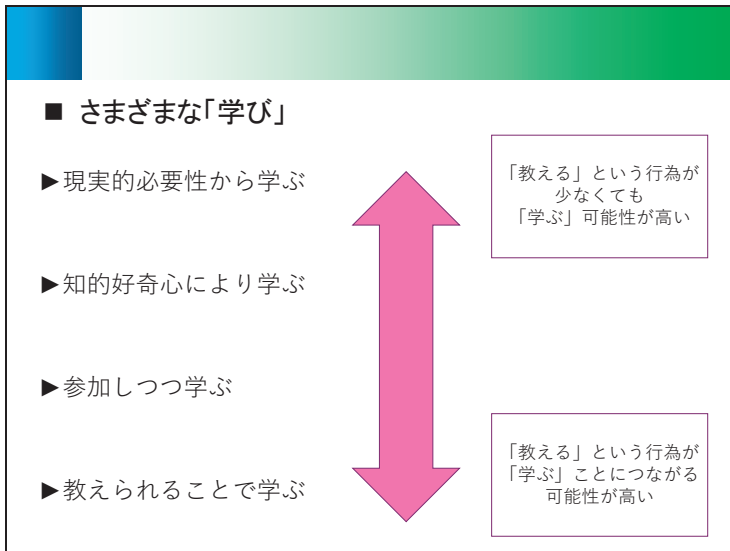 ■ さまざまな「学び」
▶現実的必要性から学ぶ
「教える」という行為が
少なくても
「学ぶ」可能性が高い
▶知的好奇心により学ぶ
▶参加しつつ学ぶ
▶教えられることで学ぶ
「教える」という行為が
「学ぶ」ことにつながる
可能性が高い